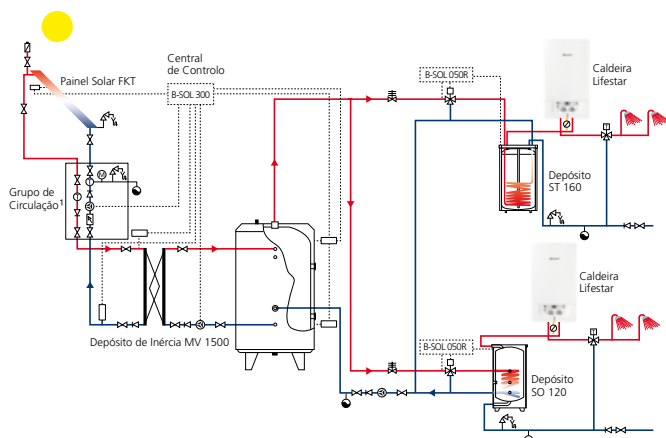 Painel Solar FKT
Central
de Controlo
B-SOL 300
B-SOL 050R
Caldeira
Lifestar
Depósito
ST 160
Grupo de
Circulação¹
M
Depósito de Inércia MV 1500
B-SOL 050R
Caldeira
Lifestar
Depósito
SO 120